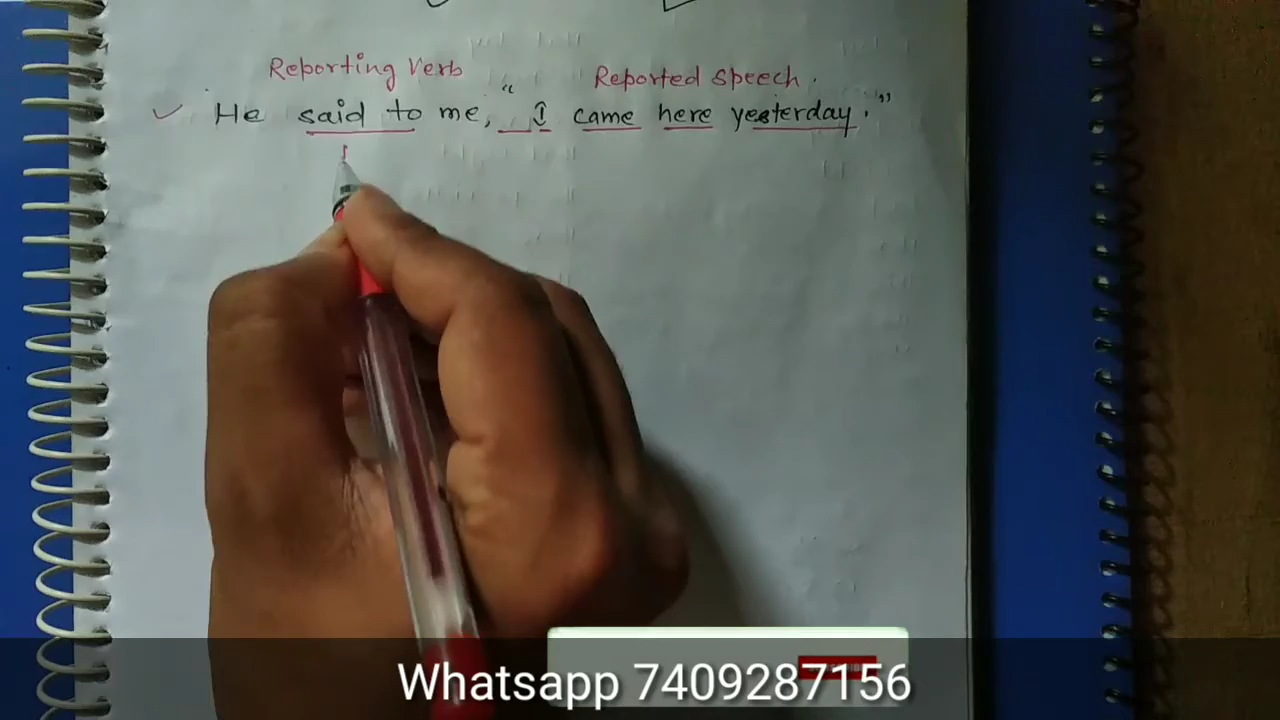 Reporting Verb Reported speech.
He said to me, "I came here yesterday."
Whatsapp 7409287156